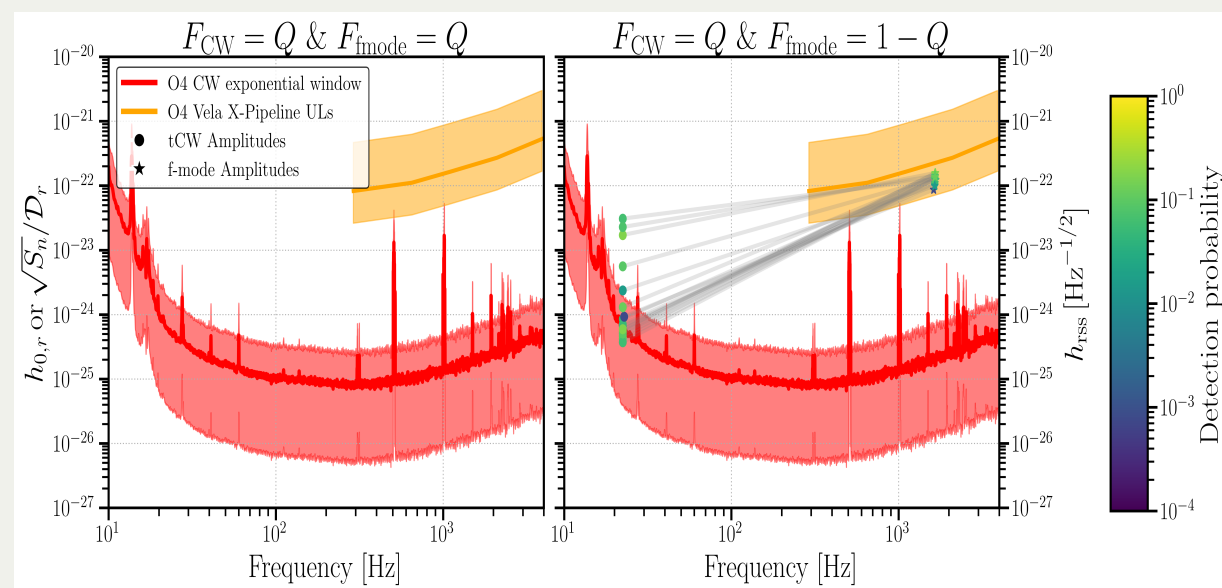 F_CW = Q & F_fmode = Q
F_CW = Q & F_fmode = 1 − Q
O4 CW exponential window
O4 Vela X-Pipeline ULs
tCW Amplitudes
f-mode Amplitudes
h_{0,r} or √S_n/𝒟_r
10^{-20}
10^{-21}
10^{-22}
10^{-23}
10^{-24}
10^{-25}
10^{-26}
10^{-27}
10^1
10^2
10^3
Frequency [Hz]
10^1
10^2
10^3
Frequency [Hz]
10^{-20}
10^{-21}
10^{-22}
10^{-23}
10^{-24}
10^{-25}
10^{-26}
10^{-27}
h_rss [Hz^{-1/2}]
10^0
10^{-1}
10^{-2}
10^{-3}
10^{-4}
Detection probability